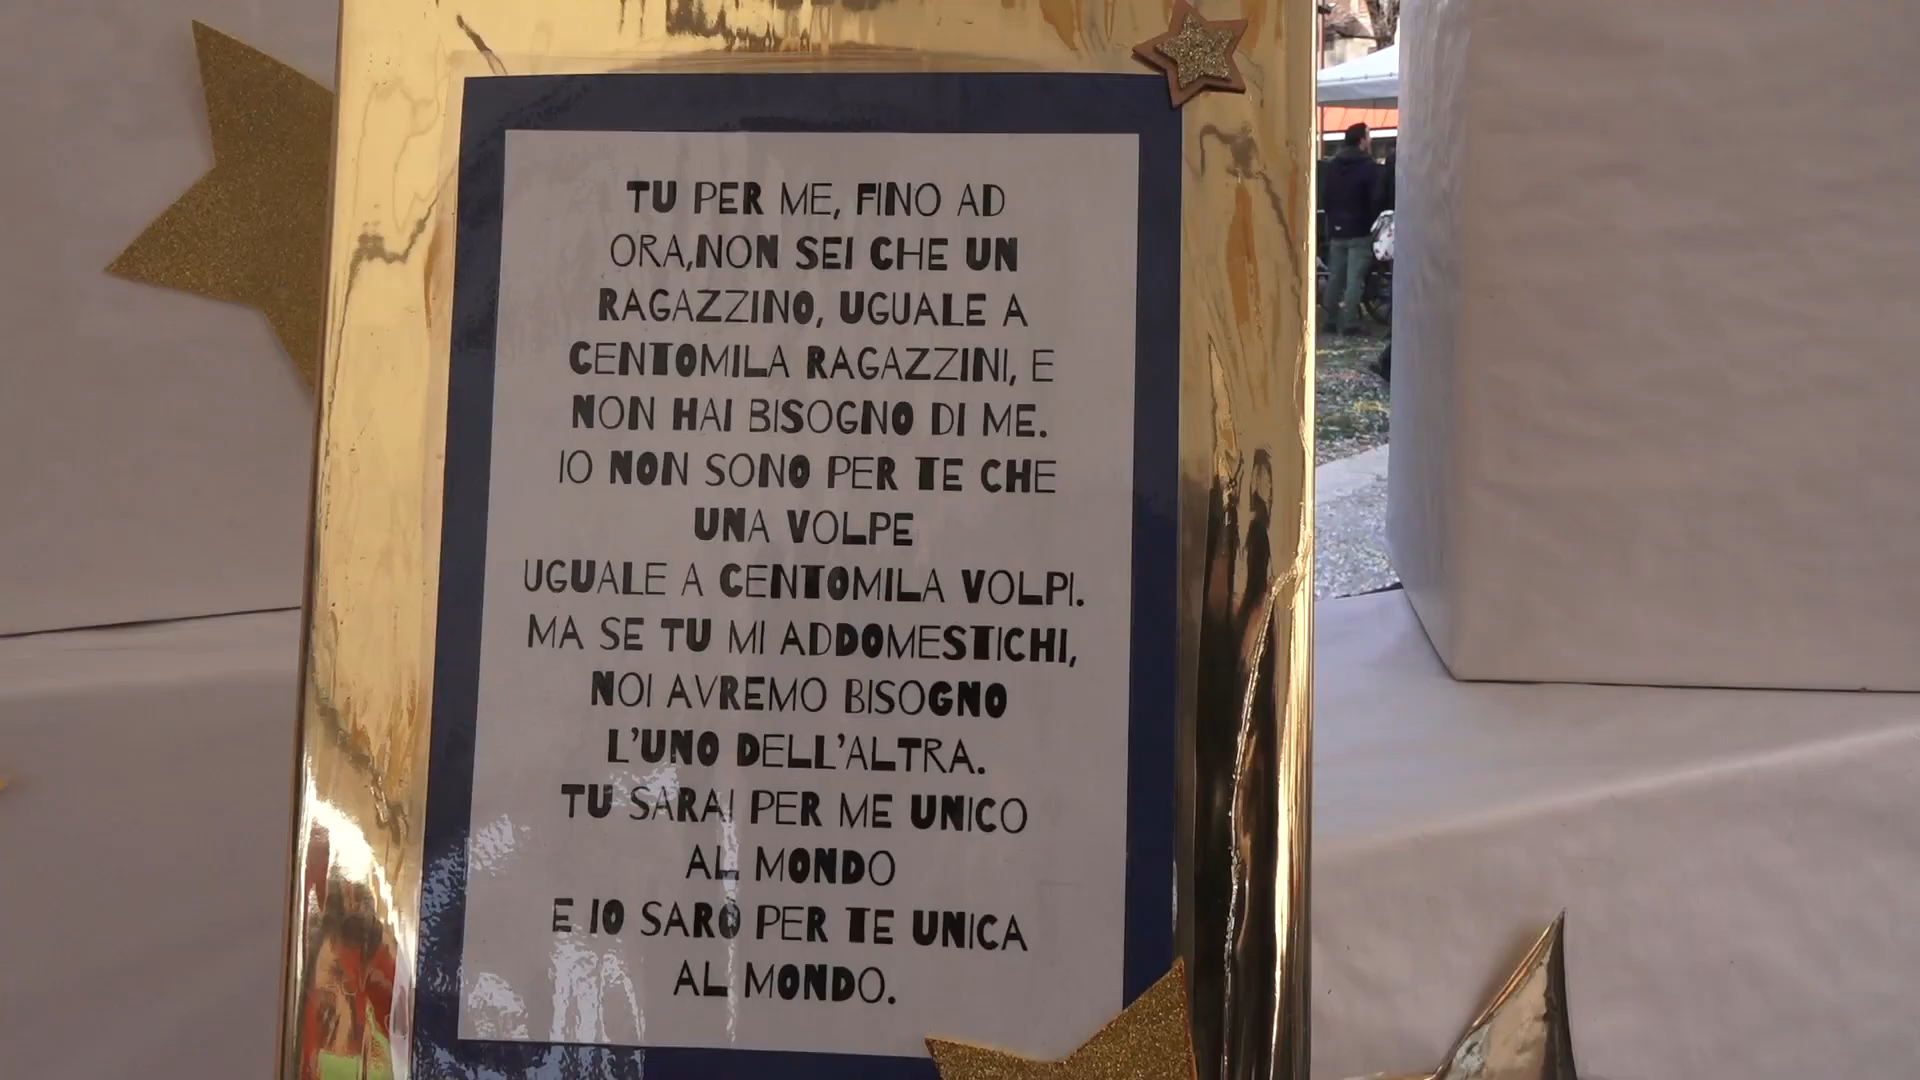 TU PER ME, FINO AD
ORA,NON SEI CHE UN
RAGAZZINO, UGUALE A
CENTOMILA RAGAZZINI, E
NON HAI BISOGNO DI ME.
IO NON SONO PER TE CHE
UNA VOLPE
UGUALE A CENTOMILA VOLPI.
MA SE TU MI ADDOMESTICHI,
NOI AVREMO BISOGNO
L'UNO DELL'ALTRA.
TU SARAI PER ME UNICO
AL MONDO
E IO SARÒ PER TE UNICA
AL MONDO.